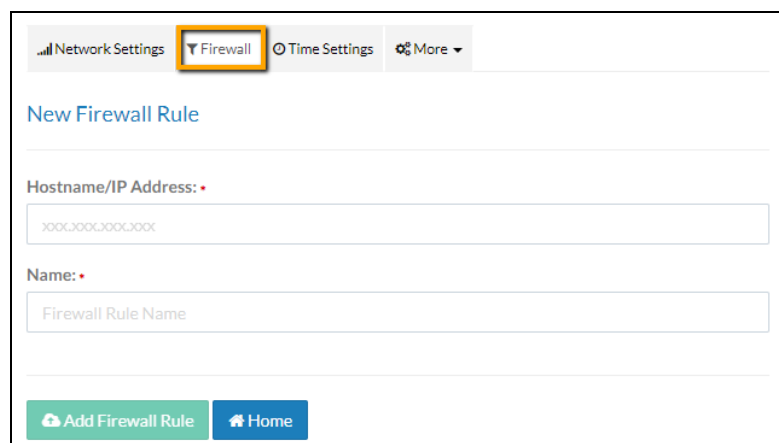 Network Settings Firewall Time Settings More
New Firewall Rule
Hostname/IP Address: •
xxx.xxx.xxx.xxx
Name: •
Firewall Rule Name
Add Firewall Rule Home